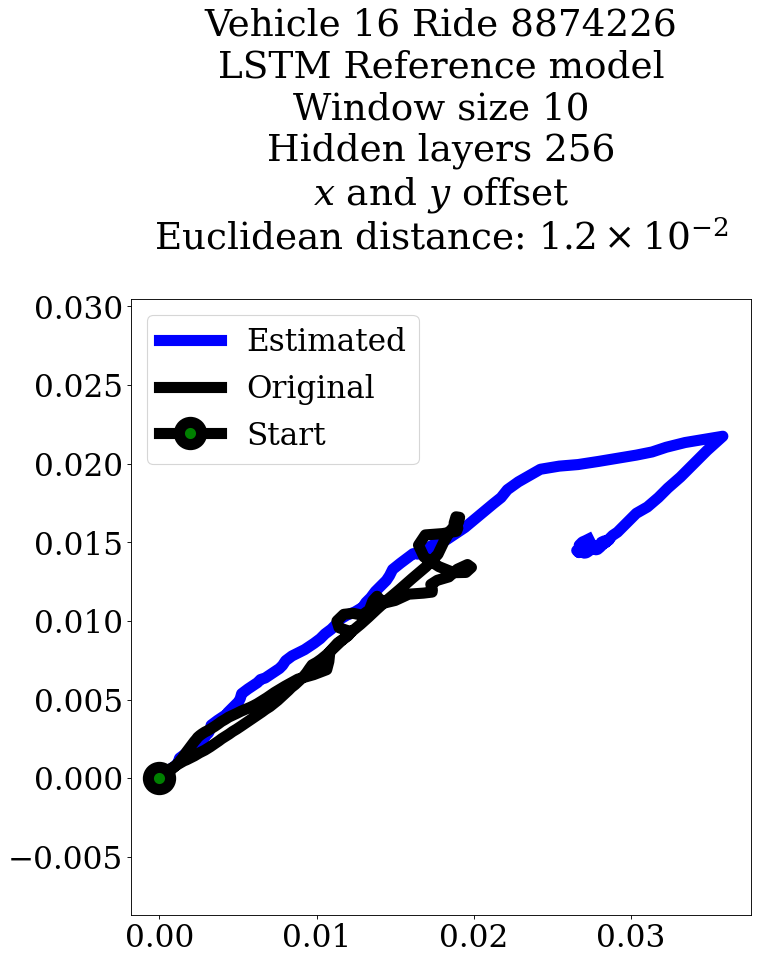 Vehicle 16 Ride 8874226
LSTM Reference model
Window size 10
Hidden layers 256
x and y offset
Euclidean distance: 1.2 × 10⁻²
0.030
0.025
0.020
0.015
0.010
0.005
0.000
−0.005
Estimated
Original
Start
0.00 0.01 0.02 0.03